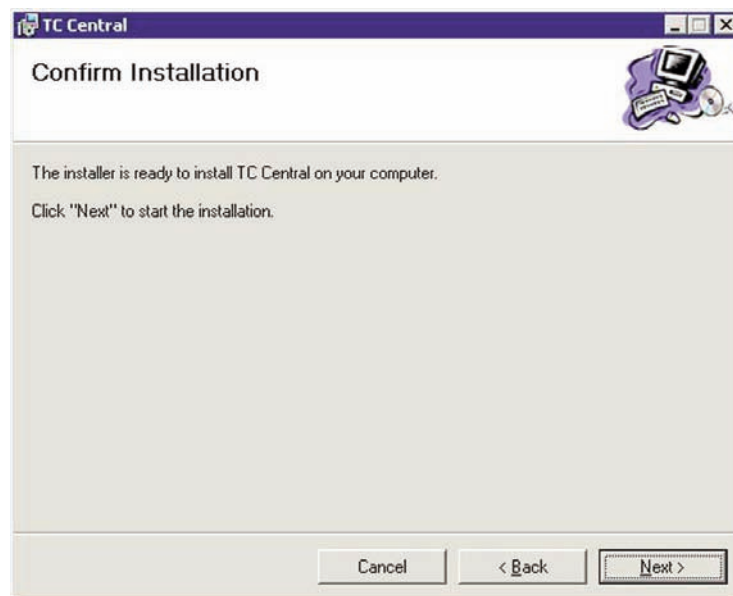 TC Central
Confirm Installation
The installer is ready to install TC Central on your computer.
Click "Next" to start the installation.
Cancel
< Back
Next >